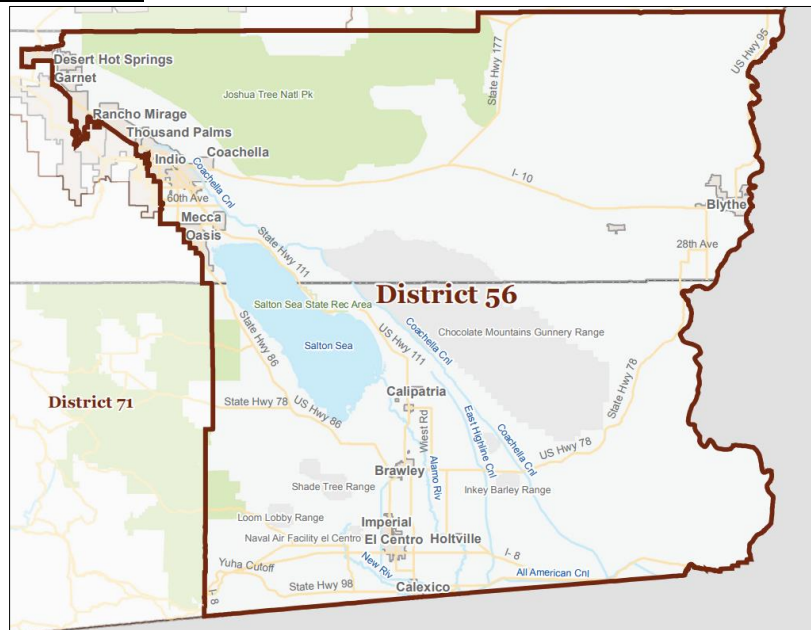 Desert Hot Springs
Garnet
US Hwy 95
State Hwy 177
Joshua Tree Natl Pk
Rancho Mirage
Thousand Palms
Indio
Coachella
Coachella Cnl
I- 10
60th Ave
Blythe
Mecca
Oasis
State Hwy 111
28th Ave
District 56
Salton Sea State Rec Area
State Hwy 86
Coachella Cnl
Chocolate Mountains Gunnery Range
Salton Sea
US Hwy 111
State Hwy 78
District 71
Calipatria
State Hwy 78
US Hwy 86
Wiest Rd
East Highline Cnl
Coachella Cnl
US Hwy 78
Alamo Riv
Brawley
Shade Tree Range
Inkey Barley Range
Loom Lobby Range
Imperial
Naval Air Facility el Centro
El Centro
Holtville
I- 8
Yuha Cutoff
New Riv
All American Cnl
State Hwy 98
Calexico
I- 8